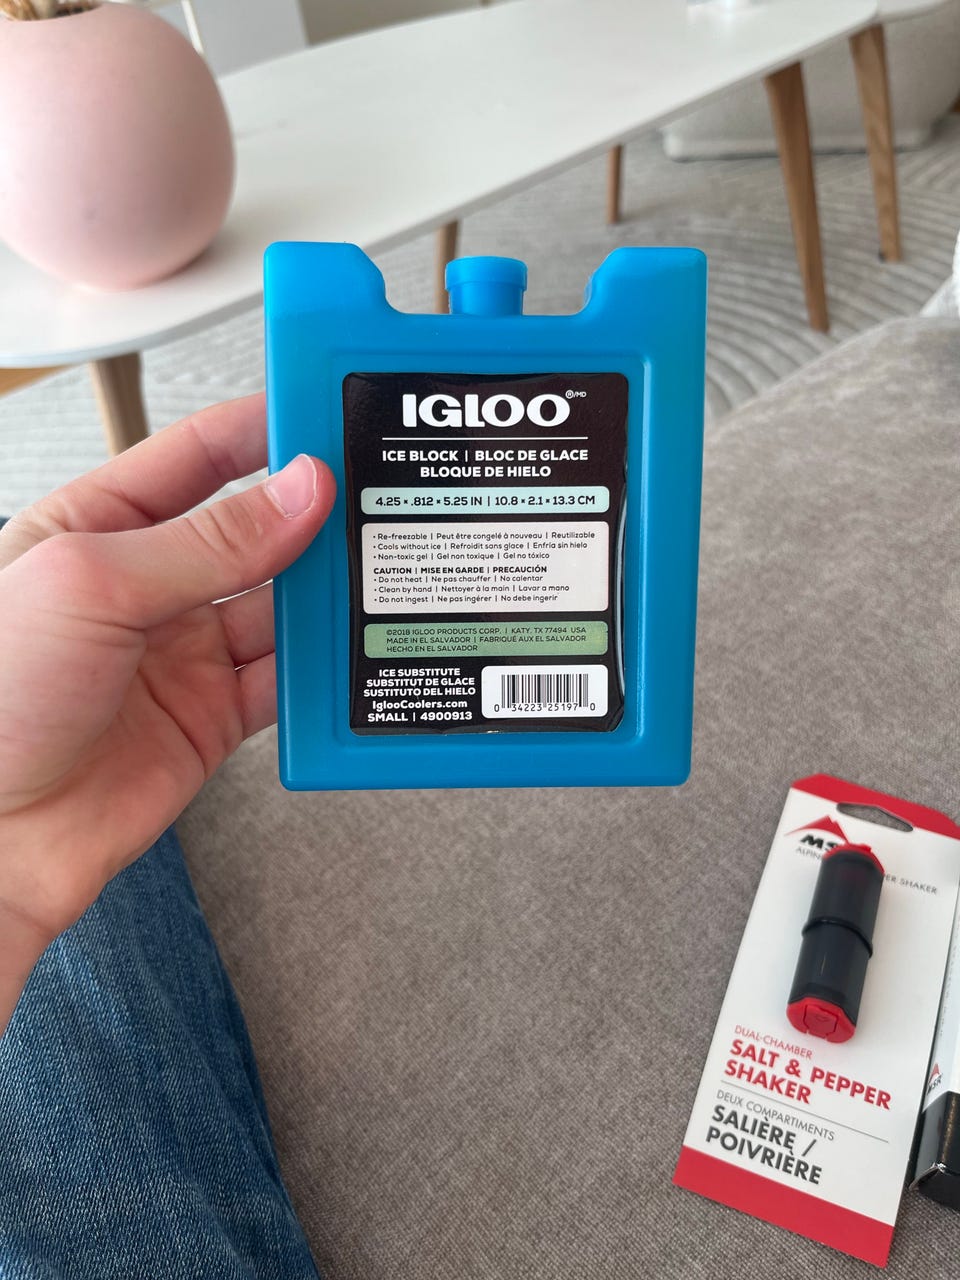 IGLOO®/MD
ICE BLOCK | BLOC DE GLACE
BLOQUE DE HIELO
4.25 × .812 × 5.25 IN | 10.8 × 2.1 × 13.3 CM
• Re-freezable | Peut être congelé à nouveau | Reutilizable
• Cools without ice | Refroidit sans glace | Enfría sin hielo
• Non-toxic gel | Gel non toxique | Gel no tóxico
CAUTION | MISE EN GARDE | PRECAUCIÓN
• Do not heat | Ne pas chauffer | No calentar
• Clean by hand | Nettoyer à la main | Lavar a mano
• Do not ingest | Ne pas ingérer | No debe ingerir
©2018 IGLOO PRODUCTS CORP. | KATY, TX 77494 USA
MADE IN EL SALVADOR | FABRIQUÉ AUX EL SALVADOR
HECHO EN EL SALVADOR
ICE SUBSTITUTE
SUBSTITUT DE GLACE
SUSTITUTO DEL HIELO
IglooCoolers.com
SMALL | 4900913
0 34223 25197 0
SHAKER
DUAL-CHAMBER
SALT & PEPPER
SHAKER
DEUX COMPARTIMENTS
SALIÈRE /
POIVRIÈRE
MSR